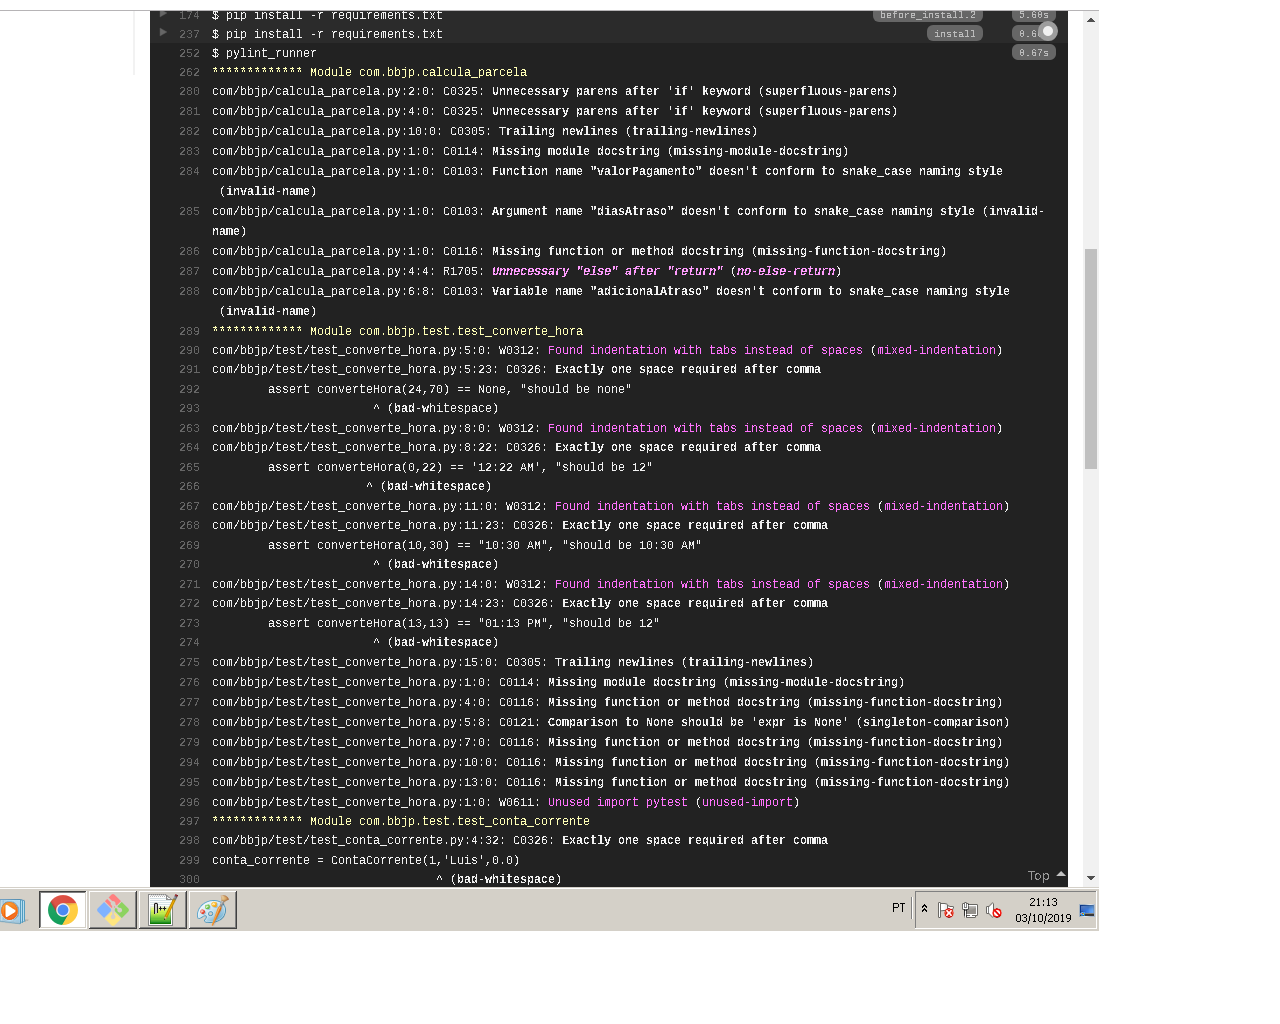 174 $ pip install -r requirements.txt before_install.2 5.60s
237 $ pip install -r requirements.txt install
252 $ pylint_runner 0.67s
262 ************* Module com.bbjp.calcula_parcela
280 com/bbjp/calcula_parcela.py:2:0: C0325: Unnecessary parens after 'if' keyword (superfluous-parens)
281 com/bbjp/calcula_parcela.py:4:0: C0325: Unnecessary parens after 'if' keyword (superfluous-parens)
282 com/bbjp/calcula_parcela.py:10:0: C0305: Trailing newlines (trailing-newlines)
283 com/bbjp/calcula_parcela.py:1:0: C0114: Missing module docstring (missing-module-docstring)
284 com/bbjp/calcula_parcela.py:1:0: C0103: Function name "valorPagamento" doesn't conform to snake_case naming style
(invalid-name)
285 com/bbjp/calcula_parcela.py:1:0: C0103: Argument name "diasAtraso" doesn't conform to snake_case naming style (invalid-
name)
286 com/bbjp/calcula_parcela.py:1:0: C0116: Missing function or method docstring (missing-function-docstring)
287 com/bbjp/calcula_parcela.py:4:4: R1705: Unnecessary "else" after "return" (no-else-return)
288 com/bbjp/calcula_parcela.py:6:8: C0103: Variable name "adicionalAtraso" doesn't conform to snake_case naming style
(invalid-name)
289 ************* Module com.bbjp.test.test_converte_hora
290 com/bbjp/test/test_converte_hora.py:5:0: W0312: Found indentation with tabs instead of spaces (mixed-indentation)
291 com/bbjp/test/test_converte_hora.py:5:23: C0326: Exactly one space required after comma
292 assert converteHora(24,70) == None, "should be none"
293 ^ (bad-whitespace)
263 com/bbjp/test/test_converte_hora.py:8:0: W0312: Found indentation with tabs instead of spaces (mixed-indentation)
264 com/bbjp/test/test_converte_hora.py:8:22: C0326: Exactly one space required after comma
265 assert converteHora(0,22) == '12:22 AM', "should be 12"
266 ^ (bad-whitespace)
267 com/bbjp/test/test_converte_hora.py:11:0: W0312: Found indentation with tabs instead of spaces (mixed-indentation)
268 com/bbjp/test/test_converte_hora.py:11:23: C0326: Exactly one space required after comma
269 assert converteHora(10,30) == "10:30 AM", "should be 10:30 AM"
270 ^ (bad-whitespace)
271 com/bbjp/test/test_converte_hora.py:14:0: W0312: Found indentation with tabs instead of spaces (mixed-indentation)
272 com/bbjp/test/test_converte_hora.py:14:23: C0326: Exactly one space required after comma
273 assert converteHora(13,13) == "01:13 PM", "should be 12"
274 ^ (bad-whitespace)
275 com/bbjp/test/test_converte_hora.py:15:0: C0305: Trailing newlines (trailing-newlines)
276 com/bbjp/test/test_converte_hora.py:1:0: C0114: Missing module docstring (missing-module-docstring)
277 com/bbjp/test/test_converte_hora.py:4:0: C0116: Missing function or method docstring (missing-function-docstring)
278 com/bbjp/test/test_converte_hora.py:5:8: C0121: Comparison to None should be 'expr is None' (singleton-comparison)
279 com/bbjp/test/test_converte_hora.py:7:0: C0116: Missing function or method docstring (missing-function-docstring)
294 com/bbjp/test/test_converte_hora.py:10:0: C0116: Missing function or method docstring (missing-function-docstring)
295 com/bbjp/test/test_converte_hora.py:13:0: C0116: Missing function or method docstring (missing-function-docstring)
296 com/bbjp/test/test_converte_hora.py:1:0: W0611: Unused import pytest (unused-import)
297 ************* Module com.bbjp.test.test_conta_corrente
298 com/bbjp/test/test_conta_corrente.py:4:32: C0326: Exactly one space required after comma
299 conta_corrente = ContaCorrente(1,'Luis',0.0)
300 ^ (bad-whitespace)
Top
PT
21:13
03/10/2019